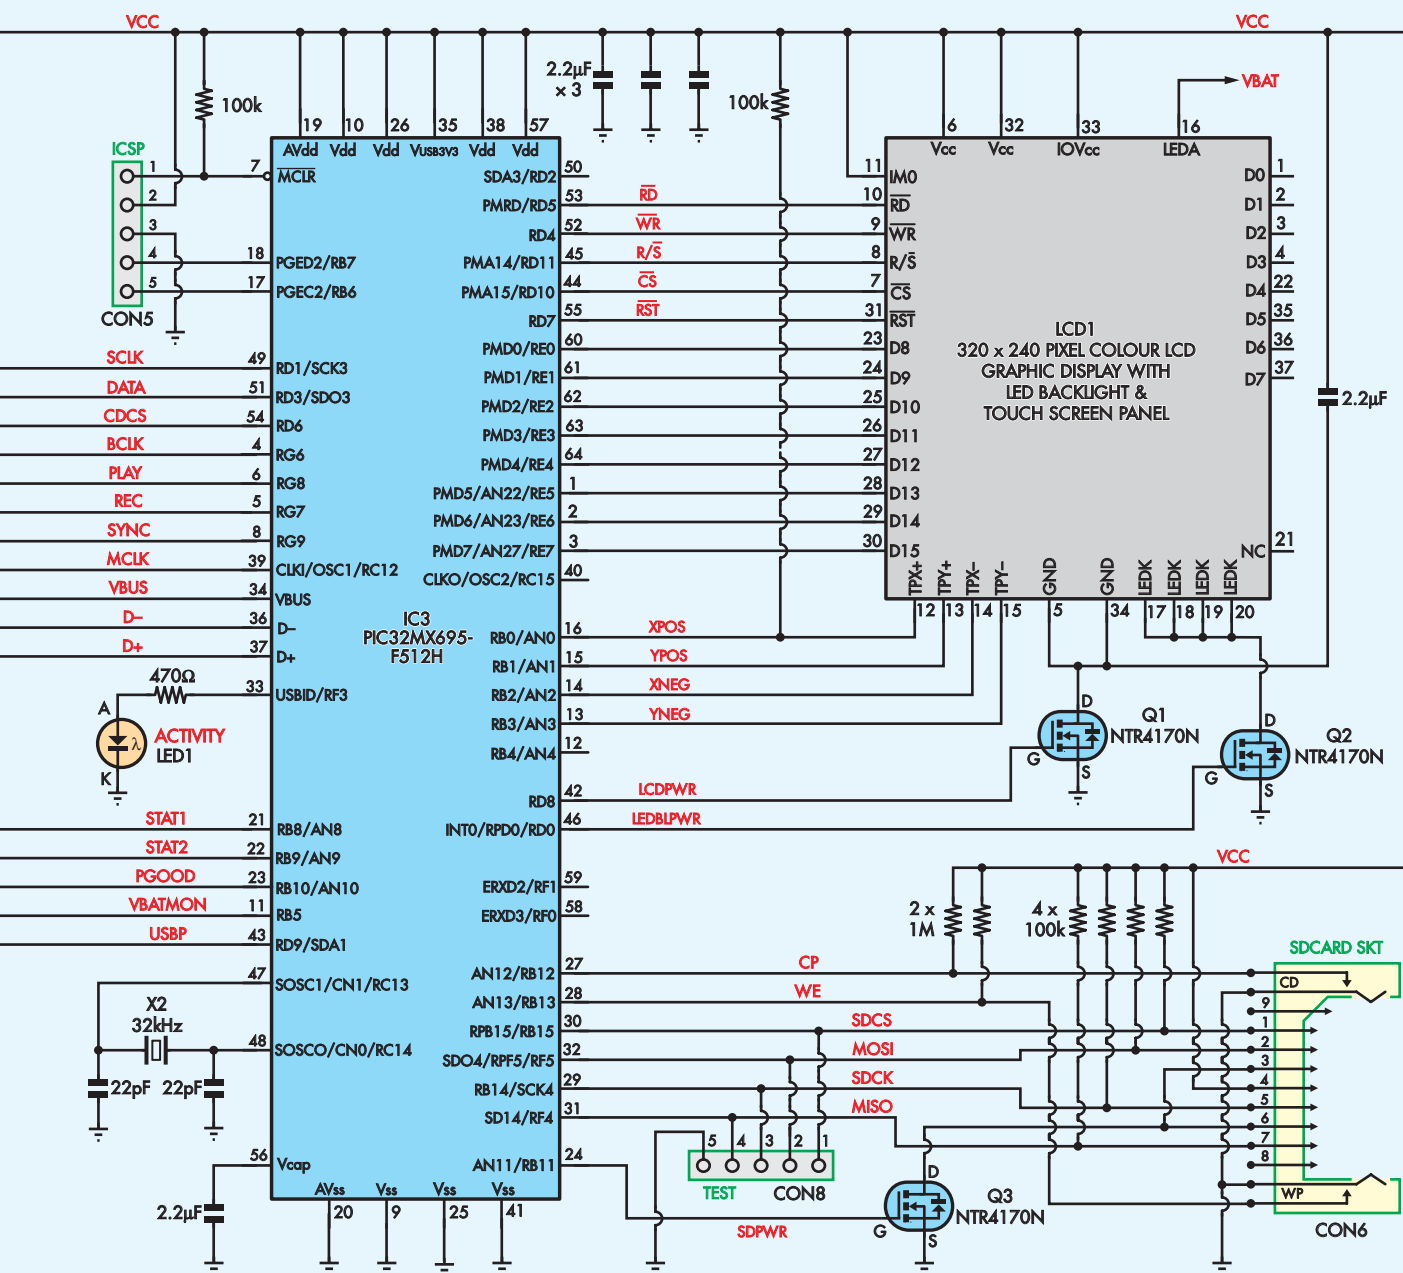 VCC
VCC
2.2µF
× 3
100k
100k
VBAT
19
10
26
35
38
57
6
32
33
16
ICSP
1
2
3
4
5
CON5
7
18
17
AVdd
Vdd
Vdd
VUSB3V3
Vdd
Vdd
MCLR
PGED2/RB7
PGEC2/RB6
SDA3/RD2
50
PMRD/RD5
53
RD
RD4
52
WR
PMA14/RD11
45
R/S
PMA15/RD10
44
CS
RD7
55
RST
PMD0/RE0
60
PMD1/RE1
61
PMD2/RE2
62
PMD3/RE3
63
PMD4/RE4
64
PMD5/AN22/RE5
1
PMD6/AN23/RE6
2
PMD7/AN27/RE7
3
CLKO/OSC2/RC15
40
Vcc
Vcc
IOVcc
LEDA
11
IM0
10
RD
9
WR
8
R/S
7
CS
31
RST
23
D8
24
D9
25
D10
26
D11
27
D12
28
D13
29
D14
30
D15
D0
1
D1
2
D2
3
D3
4
D4
22
D5
35
D6
36
D7
37
NC
21
LCD1
320 x 240 PIXEL COLOUR LCD
GRAPHIC DISPLAY WITH
LED BACKLIGHT &
TOUCH SCREEN PANEL
2.2µF
TPX+
TPY+
TPX–
TPY–
GND
GND
LEDK
LEDK
LEDK
LEDK
12
13
14
15
5
34
17
18
19
20
SCLK
49
RD1/SCK3
DATA
51
RD3/SDO3
CDCS
54
RD6
BCLK
4
RG6
PLAY
6
RG8
REC
5
RG7
SYNC
8
RG9
MCLK
39
CLKI/OSC1/RC12
VBUS
34
VBUS
D–
36
D–
D+
37
D+
IC3
PIC32MX695-
F512H
470Ω
33
USBID/RF3
A
λ
K
ACTIVITY
LED1
RB0/AN0
16
XPOS
RB1/AN1
15
YPOS
RB2/AN2
14
XNEG
RB3/AN3
13
YNEG
RB4/AN4
12
RD8
42
LCDPWR
INT0/RPD0/RD0
46
LEDBLPWR
D
G
S
Q1
NTR4170N
D
G
S
Q2
NTR4170N
STAT1
21
RB8/AN8
STAT2
22
RB9/AN9
PGOOD
23
RB10/AN10
VBATMON
11
RB5
USBP
43
RD9/SDA1
ERXD2/RF1
59
ERXD3/RF0
58
VCC
2 x
1M
4 x
100k
47
SOSC1/CN1/RC13
X2
32kHz
48
SOSCO/CN0/RC14
22pF
22pF
56
Vcap
2.2µF
AN12/RB12
27
CP
AN13/RB13
28
WE
RPB15/RB15
30
SDCS
SDO4/RPF5/RF5
32
MOSI
RB14/SCK4
29
SDCK
SD14/RF4
31
MISO
AN11/RB11
24
SDPWR
5
4
3
2
1
TEST
CON8
AVss
Vss
Vss
Vss
20
9
25
41
D
G
S
Q3
NTR4170N
SDCARD SKT
CD
9
1
2
3
4
5
6
7
8
WP
CON6